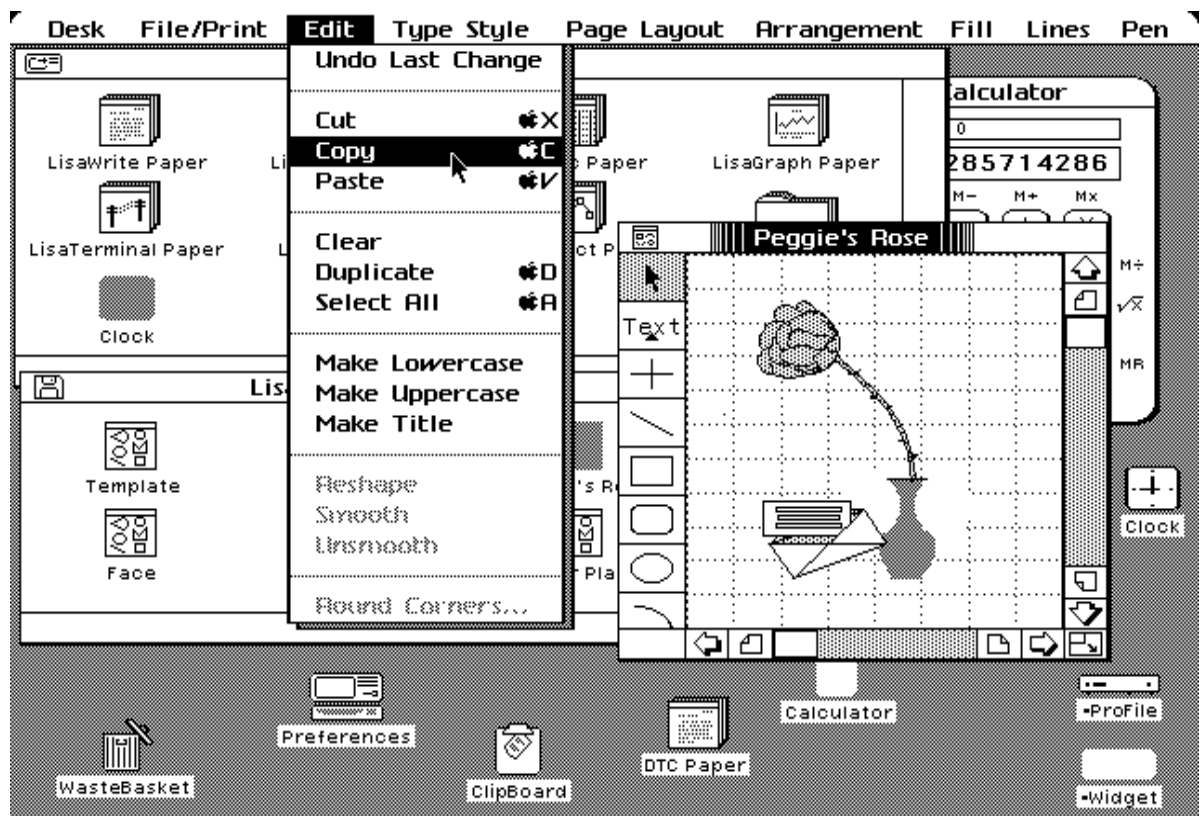 Desk File/Print Edit Type Style Page Layout Arrangement Fill Lines Pen
Undo Last Change
Cut X
Copy C
Paste V
Clear
Duplicate D
Select All A
Make Lowercase
Make Uppercase
Make Title
Reshape
Smooth
Unsmooth
Round Corners...
LisaWrite Paper
Paper
LisaGraph Paper
LisaTerminal Paper
Clock
alculator
0
285714286
M- M+ Mx
M÷
√x
MR
Peggie's Rose
Text
Lis
Template
Face
Clock
Preferences
Calculator
ProFile
DTC Paper
WasteBasket
ClipBoard
Widget